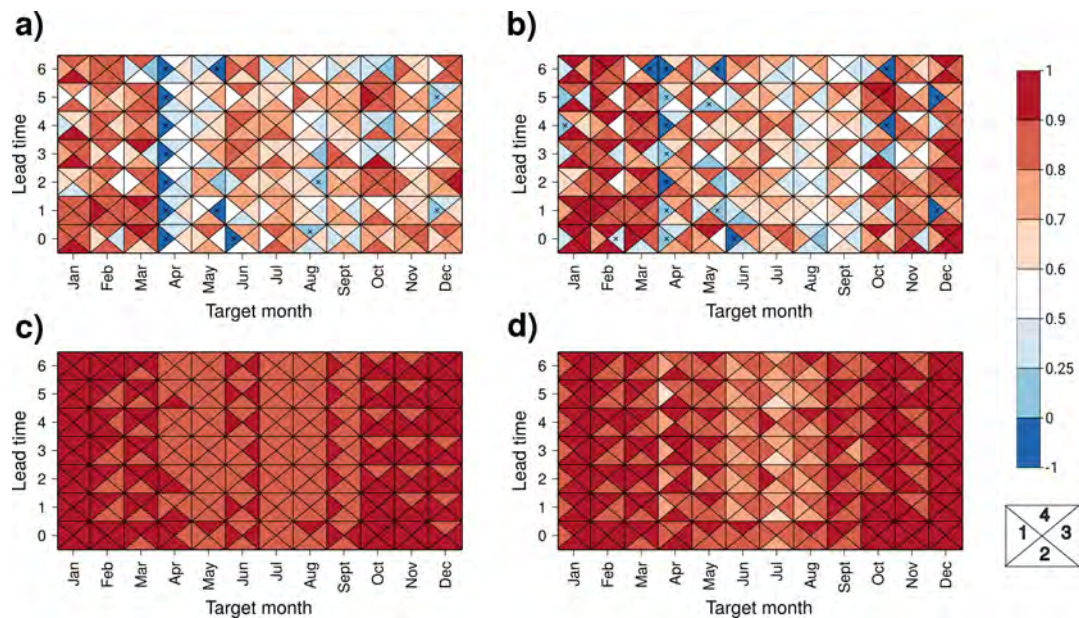 a)
6
5
4
3
2
1
0
Lead time
Jan
Feb
Mar
Apr
May
Jun
Jul
Aug
Sept
Oct
Nov
Dec
Target month
b)
6
5
4
3
2
1
0
Lead time
Jan
Feb
Mar
Apr
May
Jun
Jul
Aug
Sept
Oct
Nov
Dec
Target month
c)
6
5
4
3
2
1
0
Lead time
Jan
Feb
Mar
Apr
May
Jun
Jul
Aug
Sept
Oct
Nov
Dec
Target month
d)
6
5
4
3
2
1
0
Lead time
Jan
Feb
Mar
Apr
May
Jun
Jul
Aug
Sept
Oct
Nov
Dec
Target month
1
0.9
0.8
0.7
0.6
0.5
0.25
0
-1
4
1 3
2